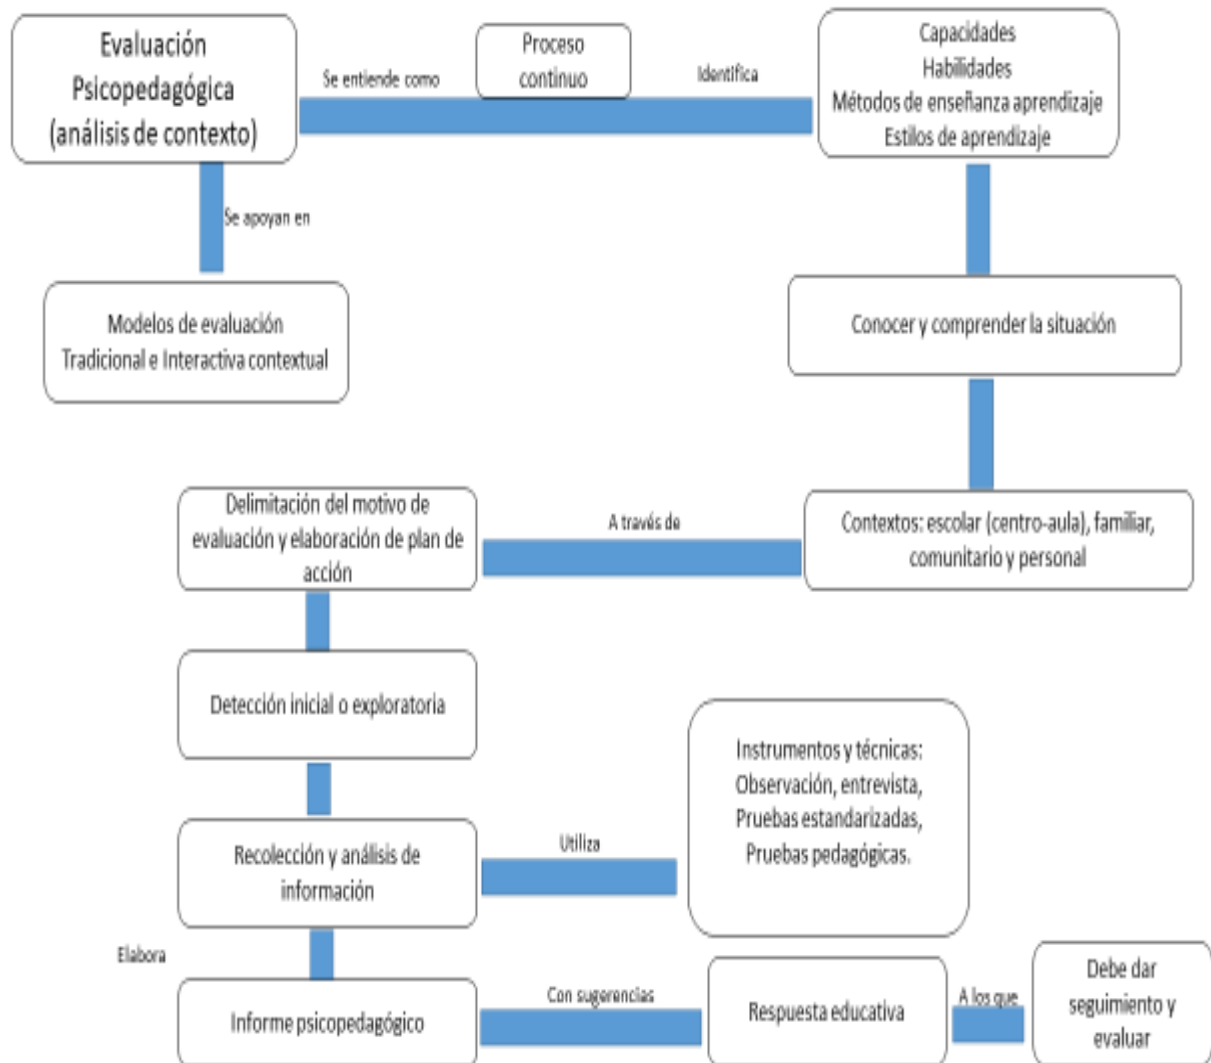 Evaluación
Psicopedagógica
(análisis de contexto)
Se entiende como
Proceso
continuo
Identifica
Capacidades
Habilidades
Métodos de enseñanza aprendizaje
Estilos de aprendizaje
Se apoyan en
Modelos de evaluación
Tradicional e Interactiva contextual
Conocer y comprender la situación
Contextos: escolar (centro-aula), familiar,
comunitario y personal
A través de
Delimitación del motivo de
evaluación y elaboración de plan de
acción
Detección inicial o exploratoria
Recolección y análisis de
información
Utiliza
Instrumentos y técnicas:
Observación, entrevista,
Pruebas estandarizadas,
Pruebas pedagógicas.
Elabora
Informe psicopedagógico
Con sugerencias
Respuesta educativa
A los que
Debe dar
seguimiento y
evaluar